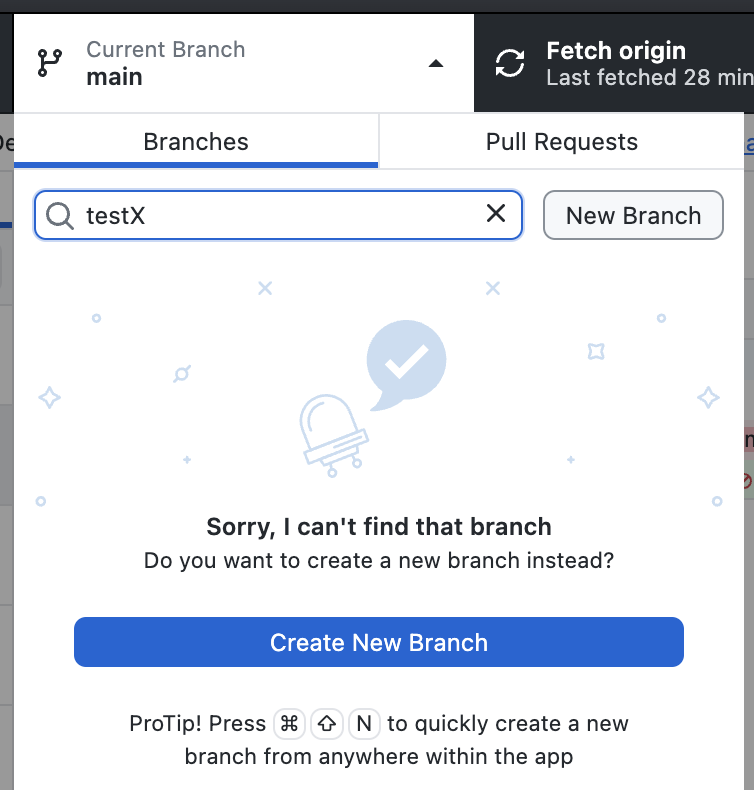 Current Branch
main
Fetch origin
Last fetched 28 min
Branches
Pull Requests
testX
New Branch
Sorry, I can't find that branch
Do you want to create a new branch instead?
Create New Branch
ProTip! Press ⌘ ⇧ N to quickly create a new
branch from anywhere within the app